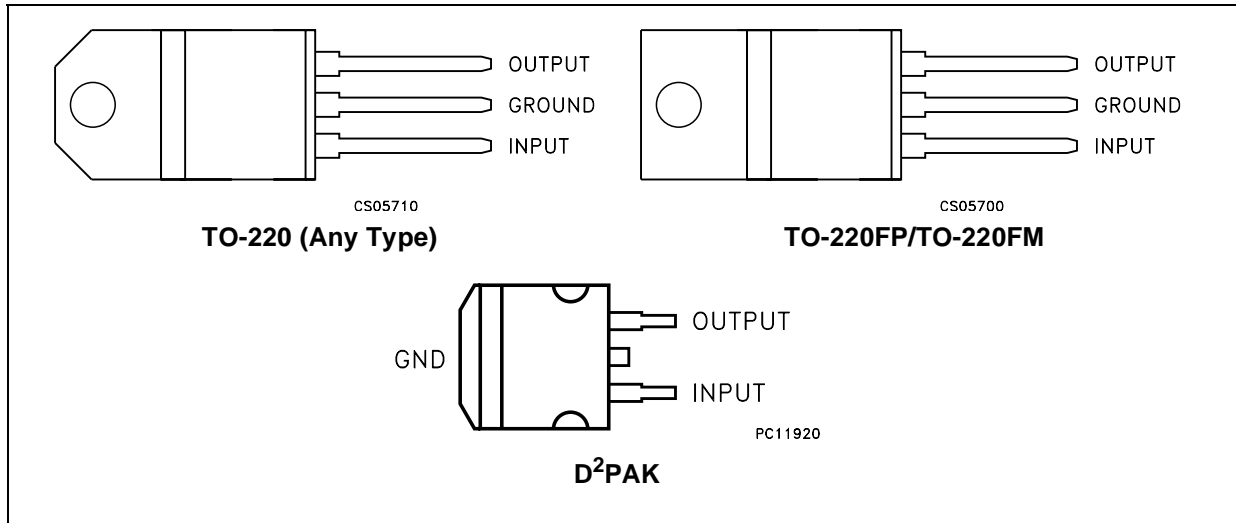 OUTPUT
GROUND
INPUT
CS05710
TO-220 (Any Type)
OUTPUT
GROUND
INPUT
CS05700
TO-220FP/TO-220FM
GND
OUTPUT
INPUT
PC11920
D²PAK